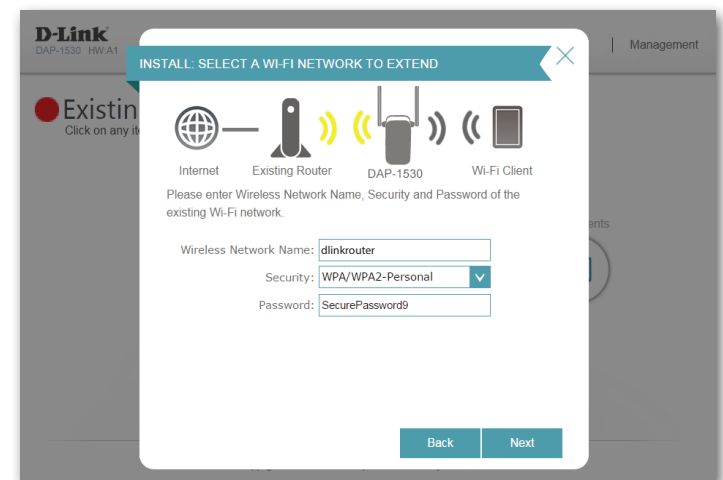 D-Link
DAP-1530 HW:A1
Management
INSTALL: SELECT A WI-FI NETWORK TO EXTEND
Existin
Click on any it
Internet
Existing Router
DAP-1530
Wi-Fi Client
Please enter Wireless Network Name, Security and Password of the
existing Wi-Fi network.
ents
Wireless Network Name: dlinkrouter
Security: WPA/WPA2-Personal
Password: SecurePassword9
Back
Next